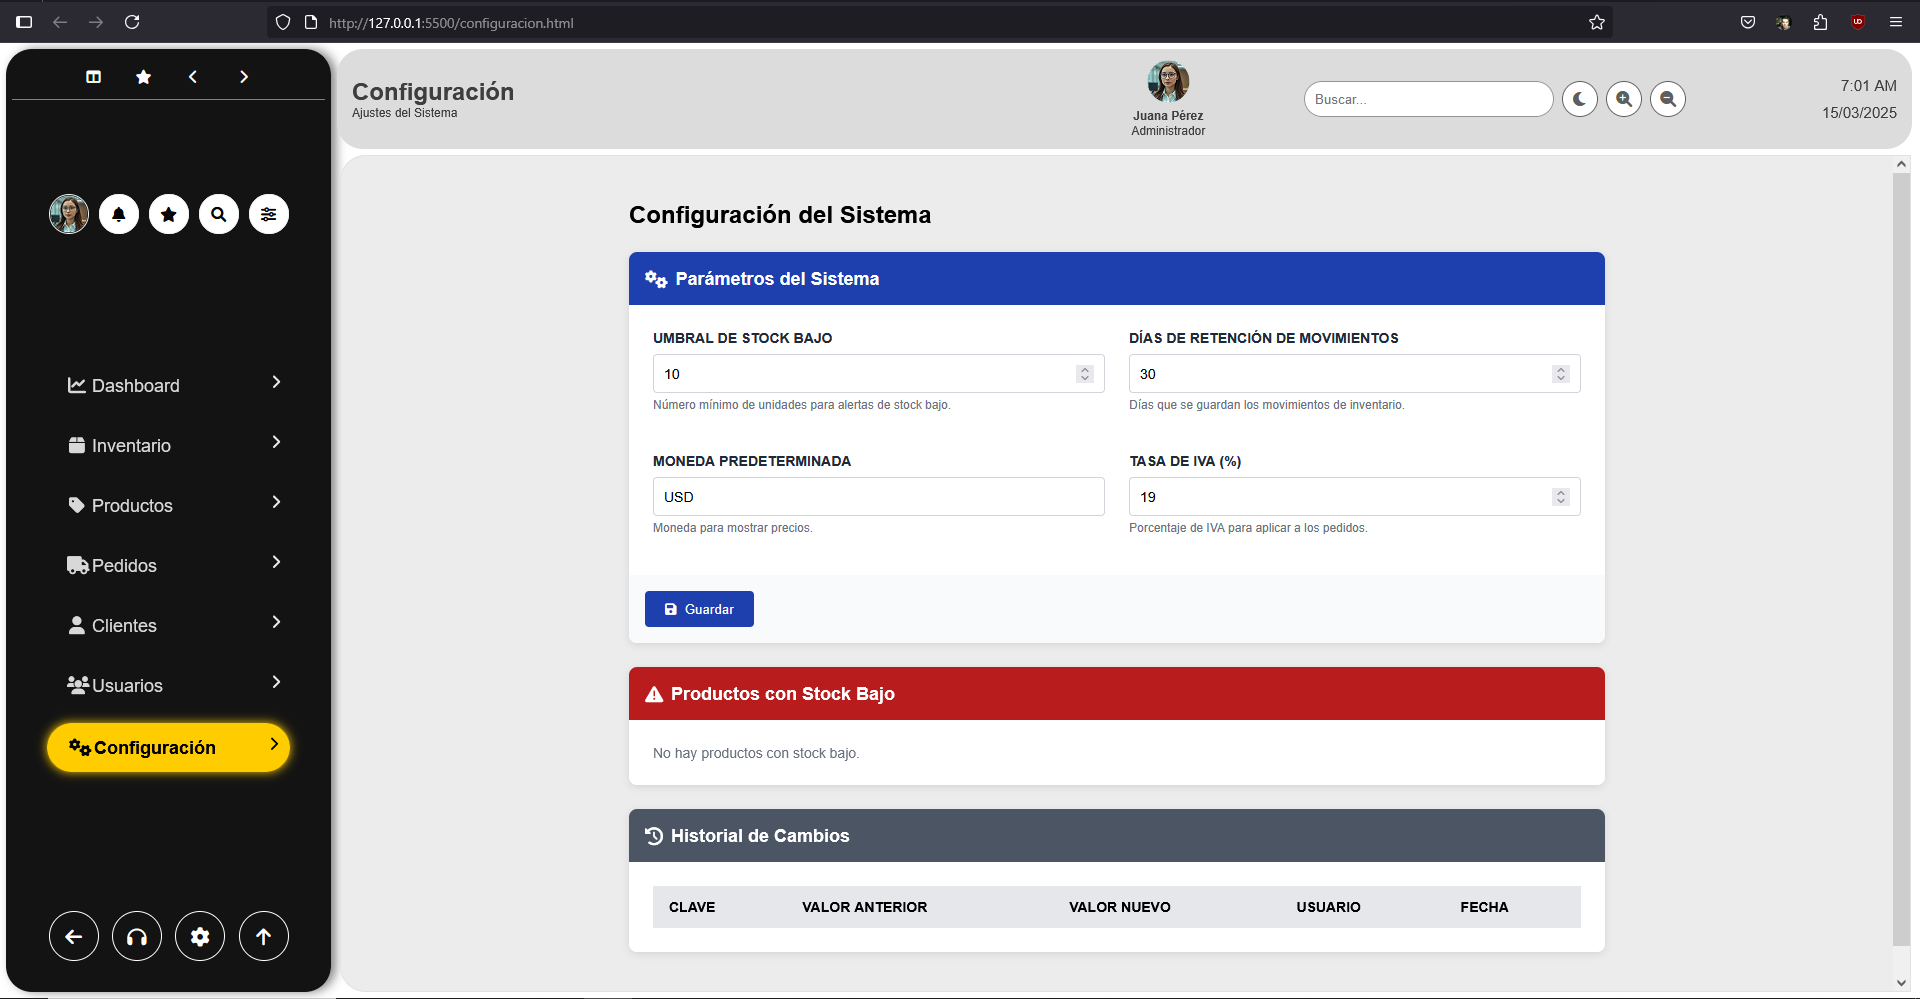 http://127.0.0.1:5500/configuracion.html
Configuración
Ajustes del Sistema
Juana Pérez
Administrador
Buscar...
7:01 AM
15/03/2025
Dashboard
Inventario
Productos
Pedidos
Clientes
Usuarios
Configuración
Configuración del Sistema
Parámetros del Sistema
UMBRAL DE STOCK BAJO
10
Número mínimo de unidades para alertas de stock bajo.
DÍAS DE RETENCIÓN DE MOVIMIENTOS
30
Días que se guardan los movimientos de inventario.
MONEDA PREDETERMINADA
USD
Moneda para mostrar precios.
TASA DE IVA (%)
19
Porcentaje de IVA para aplicar a los pedidos.
Guardar
Productos con Stock Bajo
No hay productos con stock bajo.
Historial de Cambios
CLAVE VALOR ANTERIOR VALOR NUEVO USUARIO FECHA